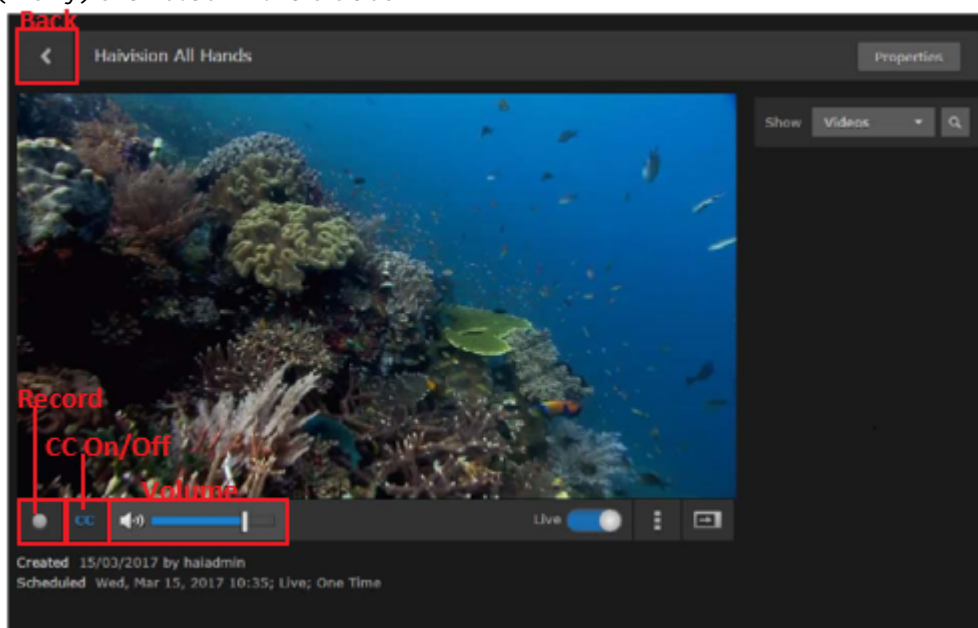 Back
Haivision All Hands
Properties
Show Videos
Record
CC On/Off
Volume
CC
Live
Created 15/03/2017 by haiadmin
Scheduled Wed, Mar 15, 2017 10:35; Live; One Time